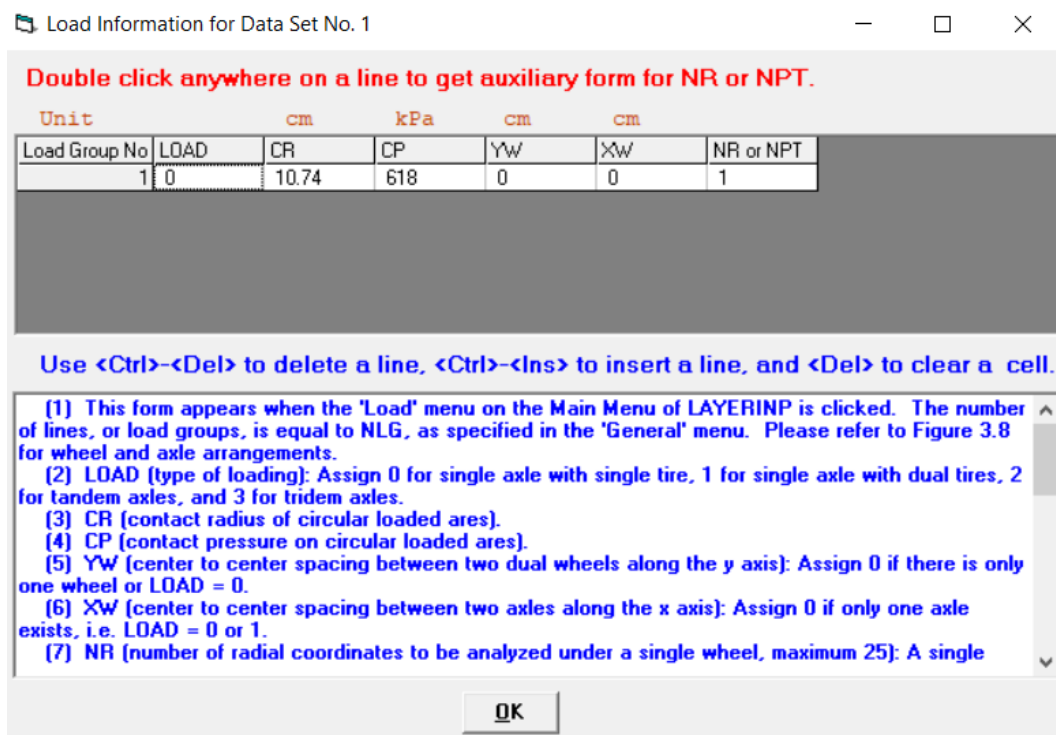 Load Information for Data Set No. 1
Double click anywhere on a line to get auxiliary form for NR or NPT.
Unit cm kPa cm cm
Load Group No LOAD CR CP YW XW NR or NPT
1 0 10.74 618 0 0 1
Use <Ctrl>-<Del> to delete a line, <Ctrl>-<Ins> to insert a line, and <Del> to clear a cell.
(1) This form appears when the 'Load' menu on the Main Menu of LAYERINP is clicked. The number
of lines, or load groups, is equal to NLG, as specified in the 'General' menu. Please refer to Figure 3.8
for wheel and axle arrangements.
(2) LOAD (type of loading): Assign 0 for single axle with single tire, 1 for single axle with dual tires, 2
for tandem axles, and 3 for tridem axles.
(3) CR (contact radius of circular loaded ares).
(4) CP (contact pressure on circular loaded ares).
(5) YW (center to center spacing between two dual wheels along the y axis): Assign 0 if there is only
one wheel or LOAD = 0.
(6) XW (center to center spacing between two axles along the x axis): Assign 0 if only one axle
exists, i.e. LOAD = 0 or 1.
(7) NR (number of radial coordinates to be analyzed under a single wheel, maximum 25): A single
OK